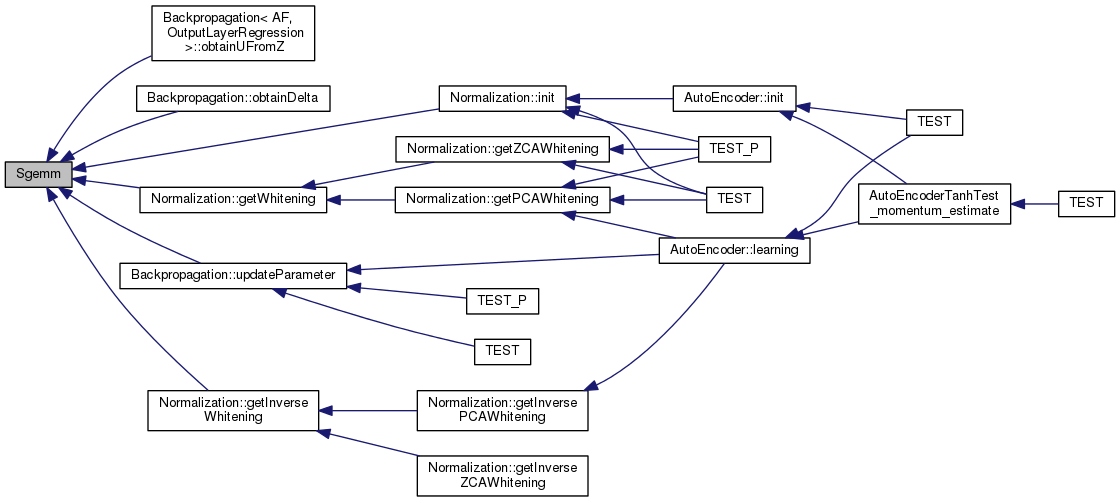 Backpropagation< AF,
OutputLayerRegression
>::obtainUFromZ
Backpropagation::obtainDelta
Normalization::init
AutoEncoder::init
TEST
Normalization::getZCAWhitening
TEST_P
Sgemm
Normalization::getWhitening
Normalization::getPCAWhitening
TEST
AutoEncoderTanhTest
_momentum_estimate
TEST
AutoEncoder::learning
Backpropagation::updateParameter
TEST_P
TEST
Normalization::getInverse
Whitening
Normalization::getInverse
PCAWhitening
Normalization::getInverse
ZCAWhitening